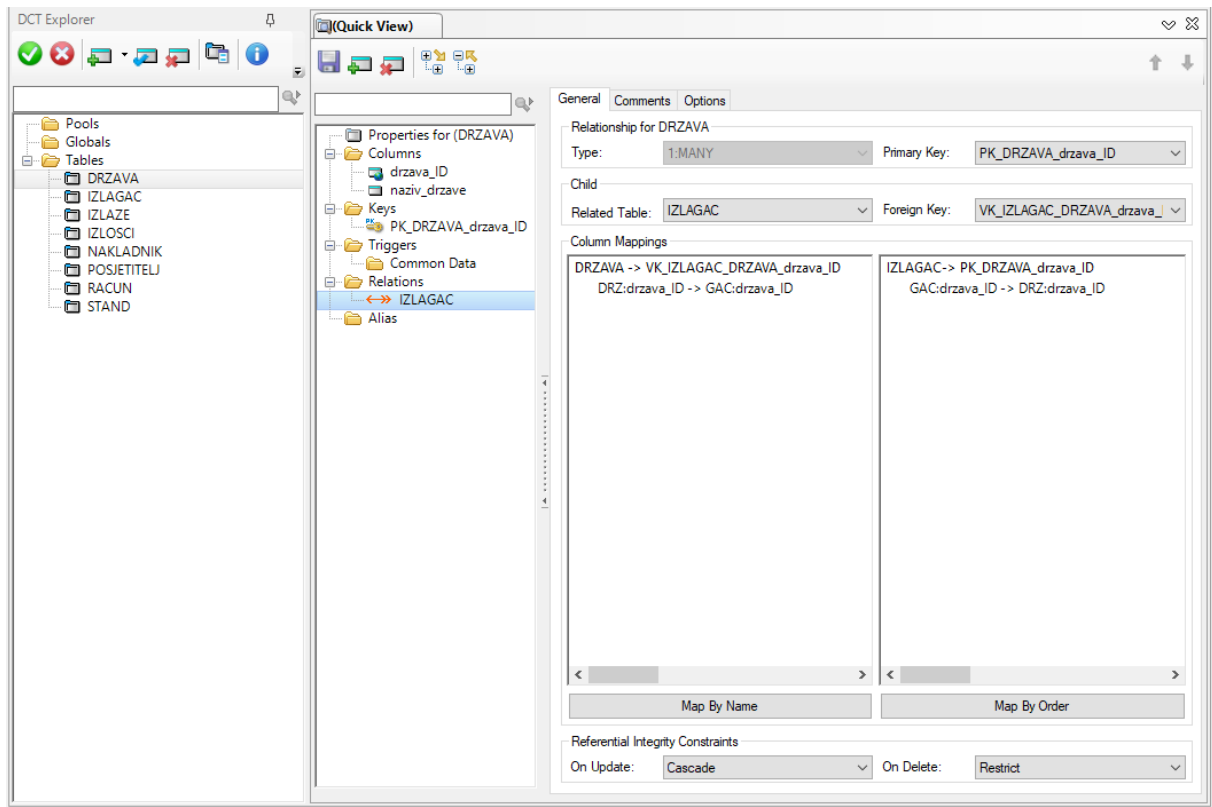 DCT Explorer
Pools
Globals
Tables
DRZAVA
IZLAGAC
IZLAZE
IZLOSCI
NAKLADNIK
POSJETITELJ
RACUN
STAND
(Quick View)
Properties for (DRZAVA)
Columns
drzava_ID
naziv_drzave
Keys
PK_DRZAVA_drzava_ID
Triggers
Common Data
Relations
IZLAGAC
Alias
General Comments Options
Relationship for DRZAVA
Type: 1:MANY Primary Key: PK_DRZAVA_drzava_ID
Child
Related Table: IZLAGAC Foreign Key: VK_IZLAGAC_DRZAVA_drzava_
Column Mappings
DRZAVA -> VK_IZLAGAC_DRZAVA_drzava_ID
DRZ:drzava_ID -> GAC:drzava_ID
IZLAGAC-> PK_DRZAVA_drzava_ID
GAC:drzava_ID -> DRZ:drzava_ID
Map By Name Map By Order
Referential Integrity Constraints
On Update: Cascade On Delete: Restrict